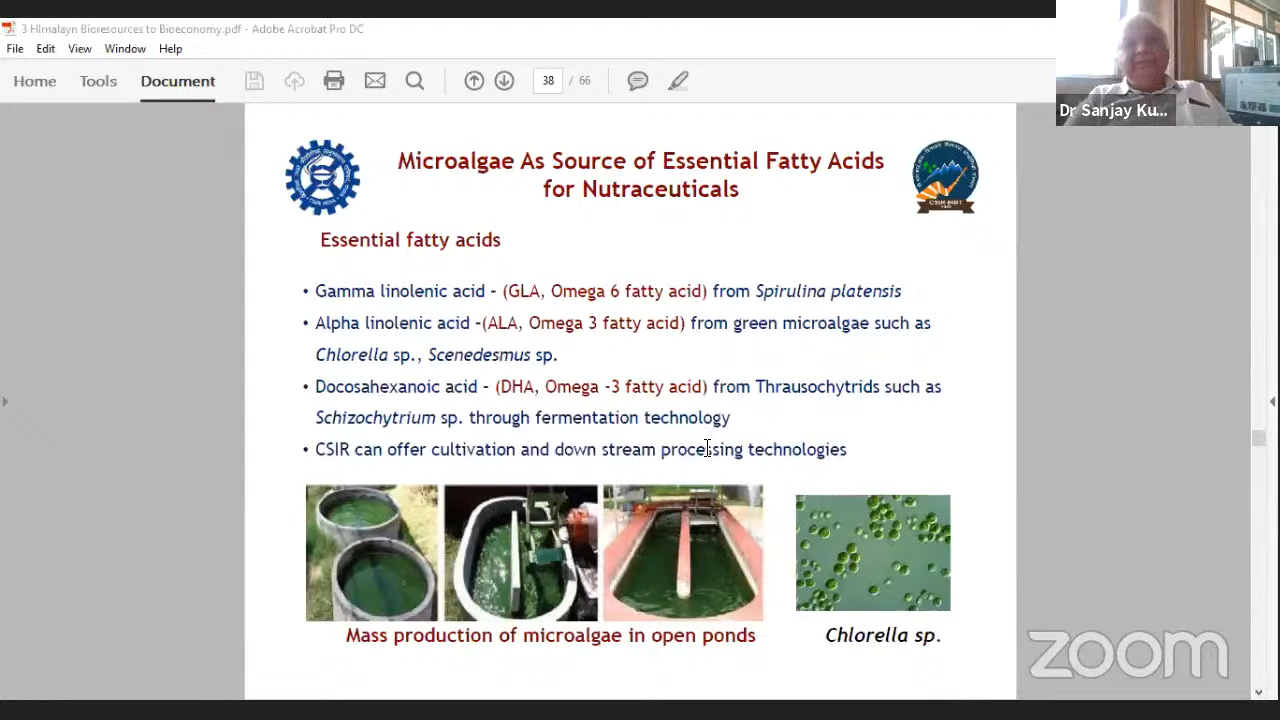 3 HImalayn Bioresources to Bioeconomy.pdf - Adobe Acrobat Pro DC
File Edit View Window Help
Home Tools Document 38 / 66
Dr Sanjay Ku...
Microalgae As Source of Essential Fatty Acids
for Nutraceuticals
CSIR-IHBT
Essential fatty acids
• Gamma linolenic acid – (GLA, Omega 6 fatty acid) from Spirulina platensis
• Alpha linolenic acid –(ALA, Omega 3 fatty acid) from green microalgae such as
Chlorella sp., Scenedesmus sp.
• Docosahexanoic acid – (DHA, Omega -3 fatty acid) from Thrausochytrids such as
Schizochytrium sp. through fermentation technology
• CSIR can offer cultivation and down stream processing technologies
Mass production of microalgae in open ponds
Chlorella sp.
zoom